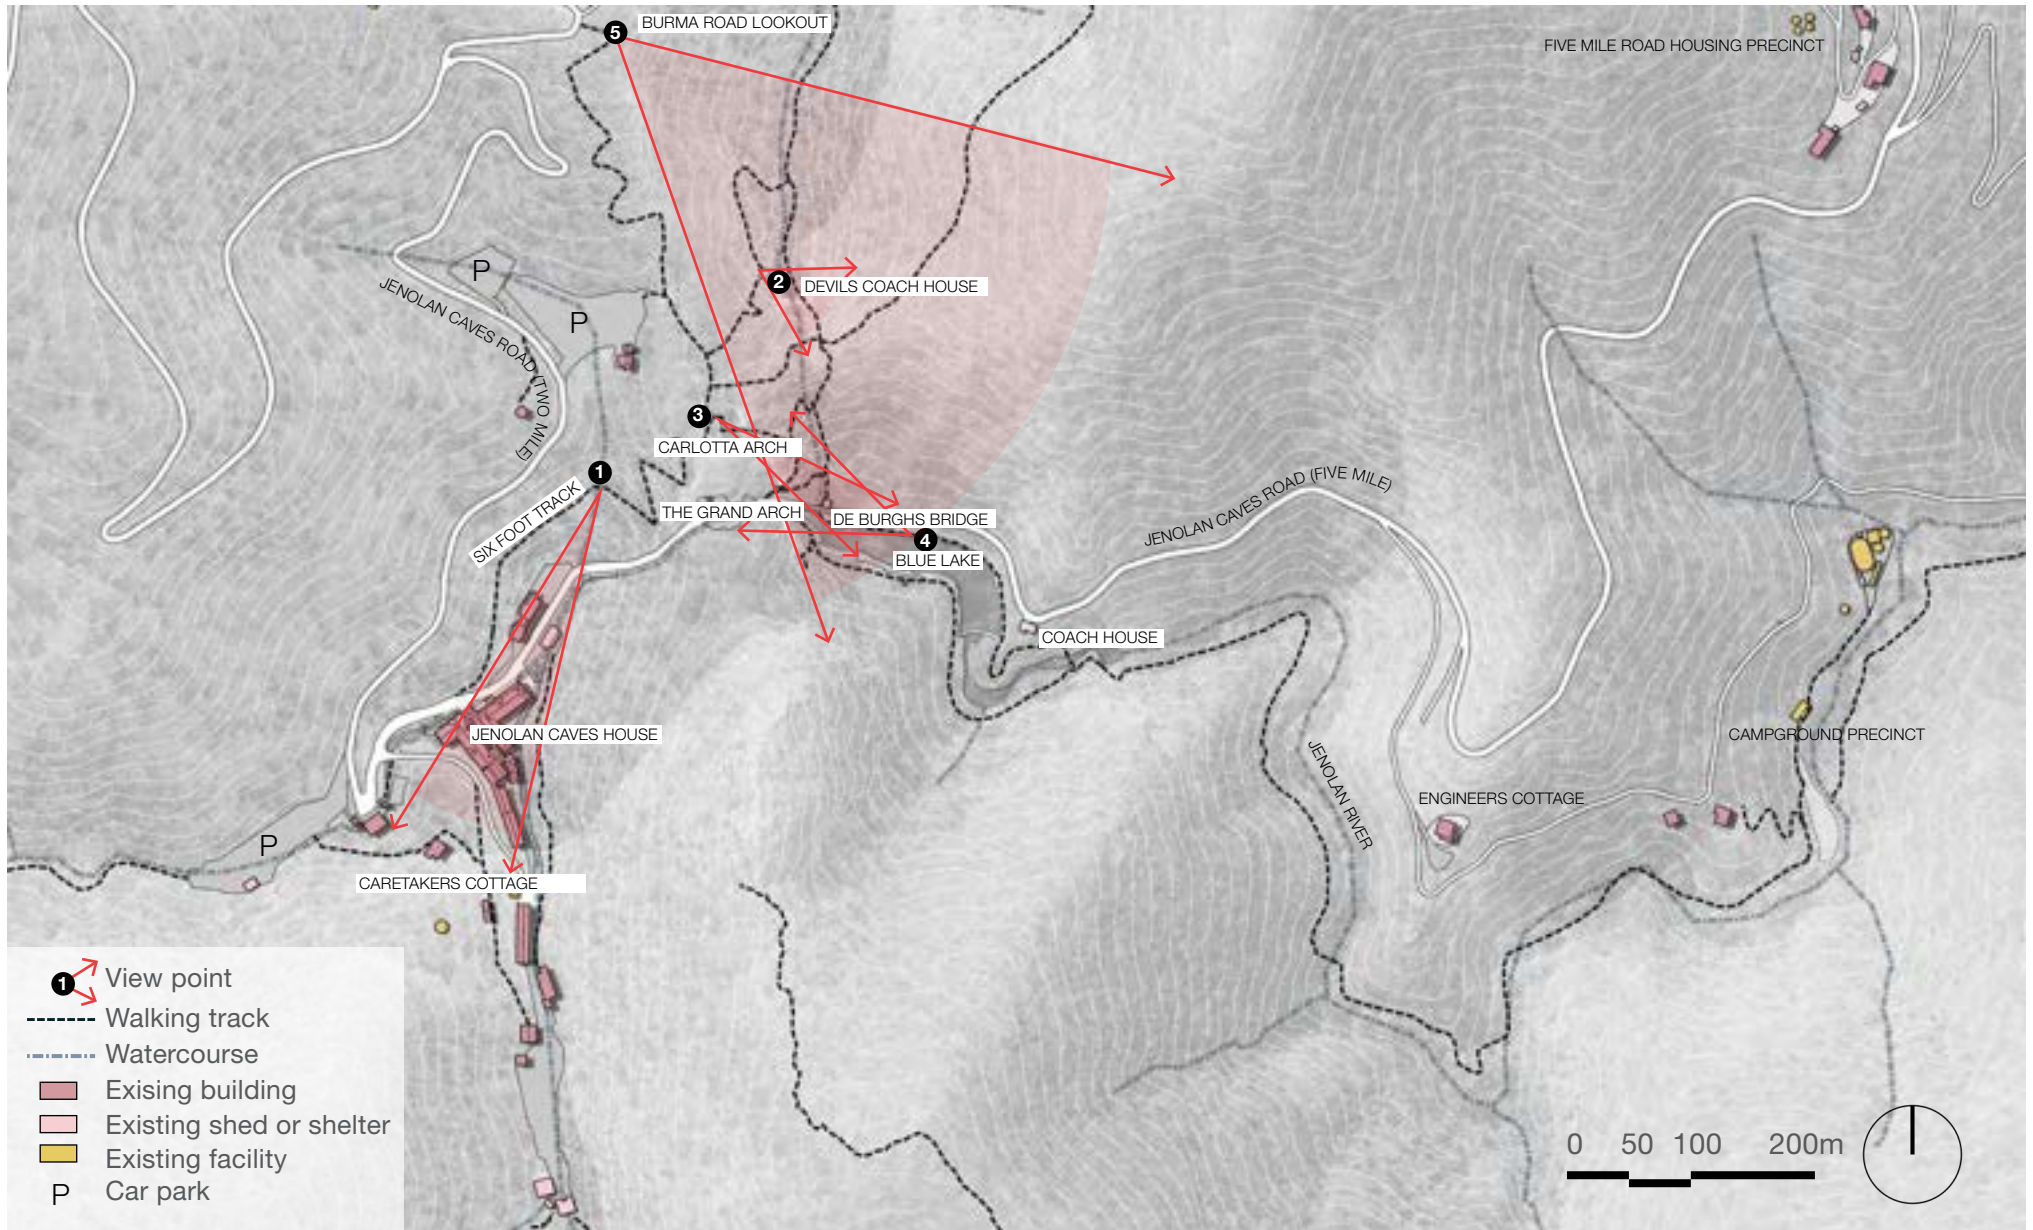 5
BURMA ROAD LOOKOUT
FIVE MILE ROAD HOUSING PRECINCT
P
2
DEVILS COACH HOUSE
JENOLAN CAVES ROAD (TWO MILE)
P
3
CARLOTTA ARCH
1
SIX FOOT TRACK
THE GRAND ARCH
DE BURGHS BRIDGE
4
BLUE LAKE
JENOLAN CAVES ROAD (FIVE MILE)
COACH HOUSE
JENOLAN CAVES HOUSE
CAMPGROUND PRECINCT
JENOLAN RIVER
ENGINEERS COTTAGE
P
CARETAKERS COTTAGE
1 View point
Walking track
Watercourse
Exising building
Existing shed or shelter
Existing facility
P Car park
0 50 100 200m